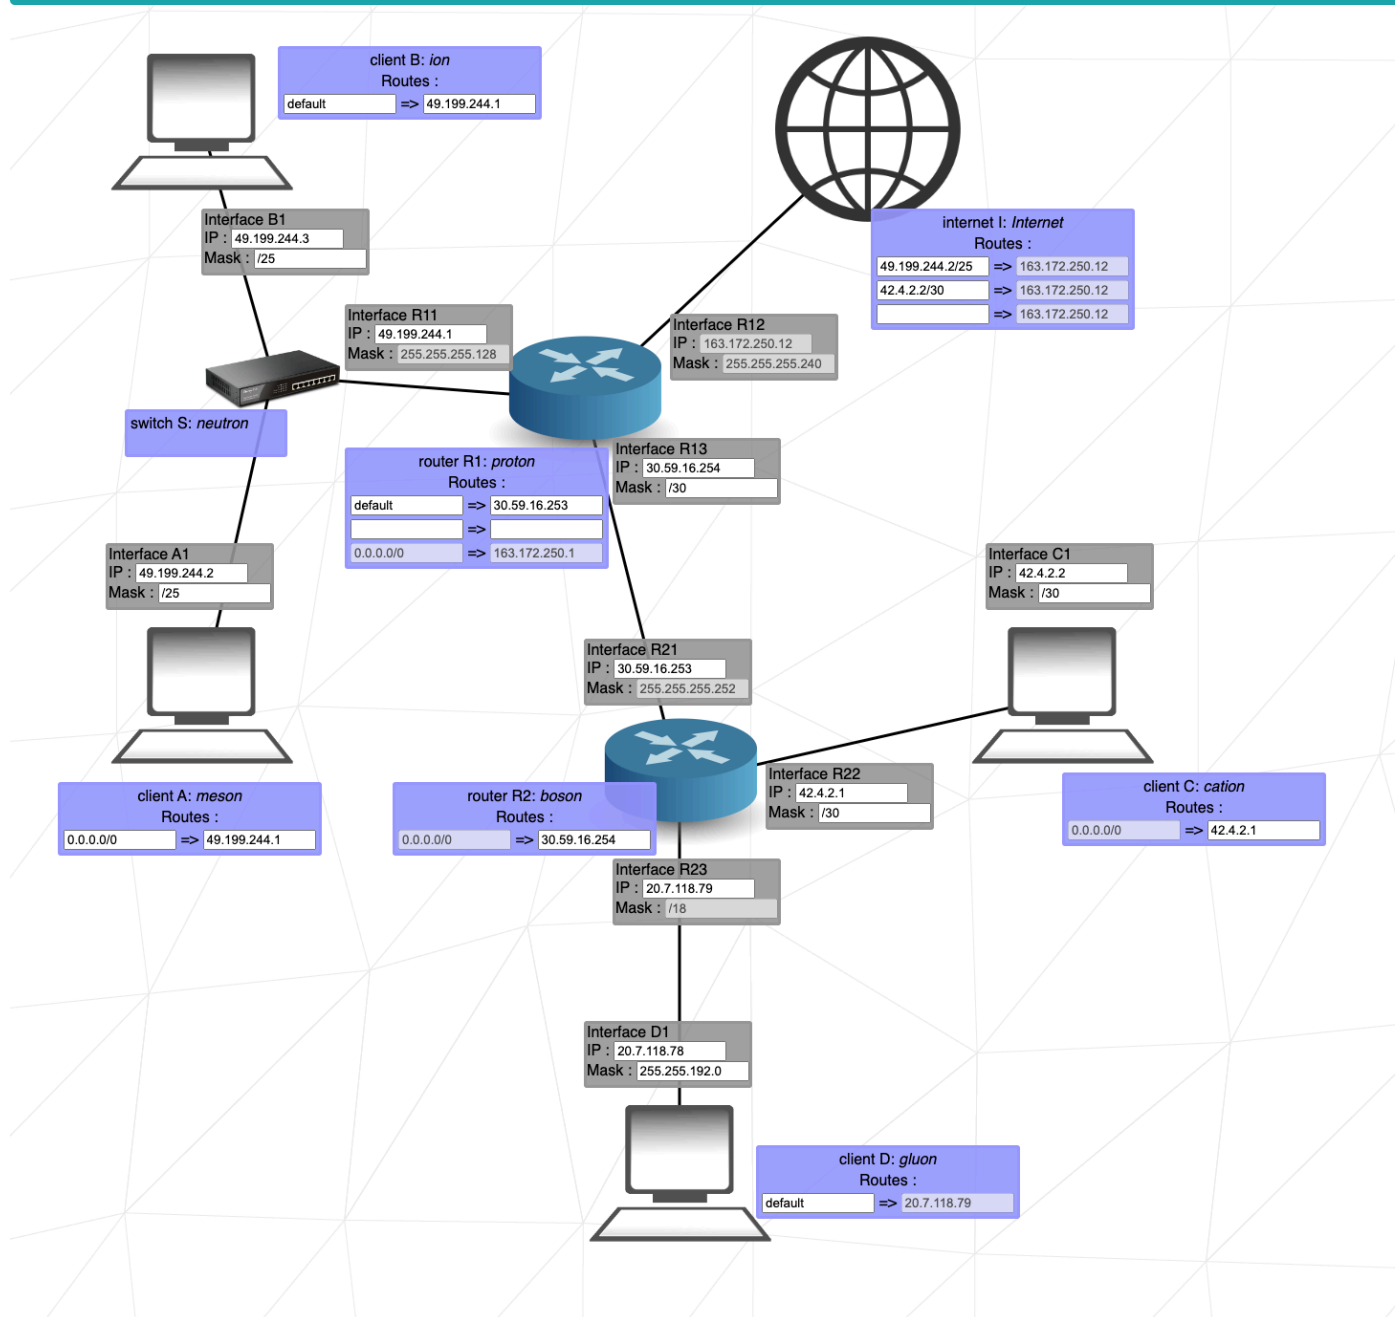 client B: ion
Routes :
default => 49.199.244.1
Interface B1
IP : 49.199.244.3
Mask : /25
internet I: Internet
Routes :
49.199.244.2/25 => 163.172.250.12
42.4.2.2/30 => 163.172.250.12
=> 163.172.250.12
Interface R11
IP : 49.199.244.1
Mask : 255.255.255.128
Interface R12
IP : 163.172.250.12
Mask : 255.255.255.240
switch S: neutron
Interface R13
IP : 30.59.16.254
Mask : /30
router R1: proton
Routes :
default => 30.59.16.253
=>
0.0.0.0/0 => 163.172.250.1
Interface A1
IP : 49.199.244.2
Mask : /25
Interface C1
IP : 42.4.2.2
Mask : /30
Interface R21
IP : 30.59.16.253
Mask : 255.255.255.252
Interface R22
IP : 42.4.2.1
Mask : /30
client A: meson
Routes :
0.0.0.0/0 => 49.199.244.1
router R2: boson
Routes :
0.0.0.0/0 => 30.59.16.254
client C: cation
Routes :
0.0.0.0/0 => 42.4.2.1
Interface R23
IP : 20.7.118.79
Mask : /18
Interface D1
IP : 20.7.118.78
Mask : 255.255.192.0
client D: gluon
Routes :
default => 20.7.118.79